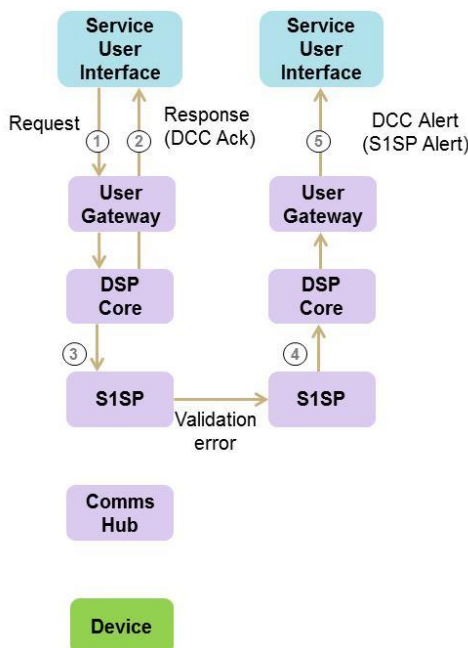 Service
User
Interface
Service
User
Interface
Request
1
2
Response
(DCC Ack)
5
DCC Alert
(S1SP Alert)
User
Gateway
User
Gateway
DSP
Core
DSP
Core
3
4
S1SP
S1SP
Validation
error
Comms
Hub
Device